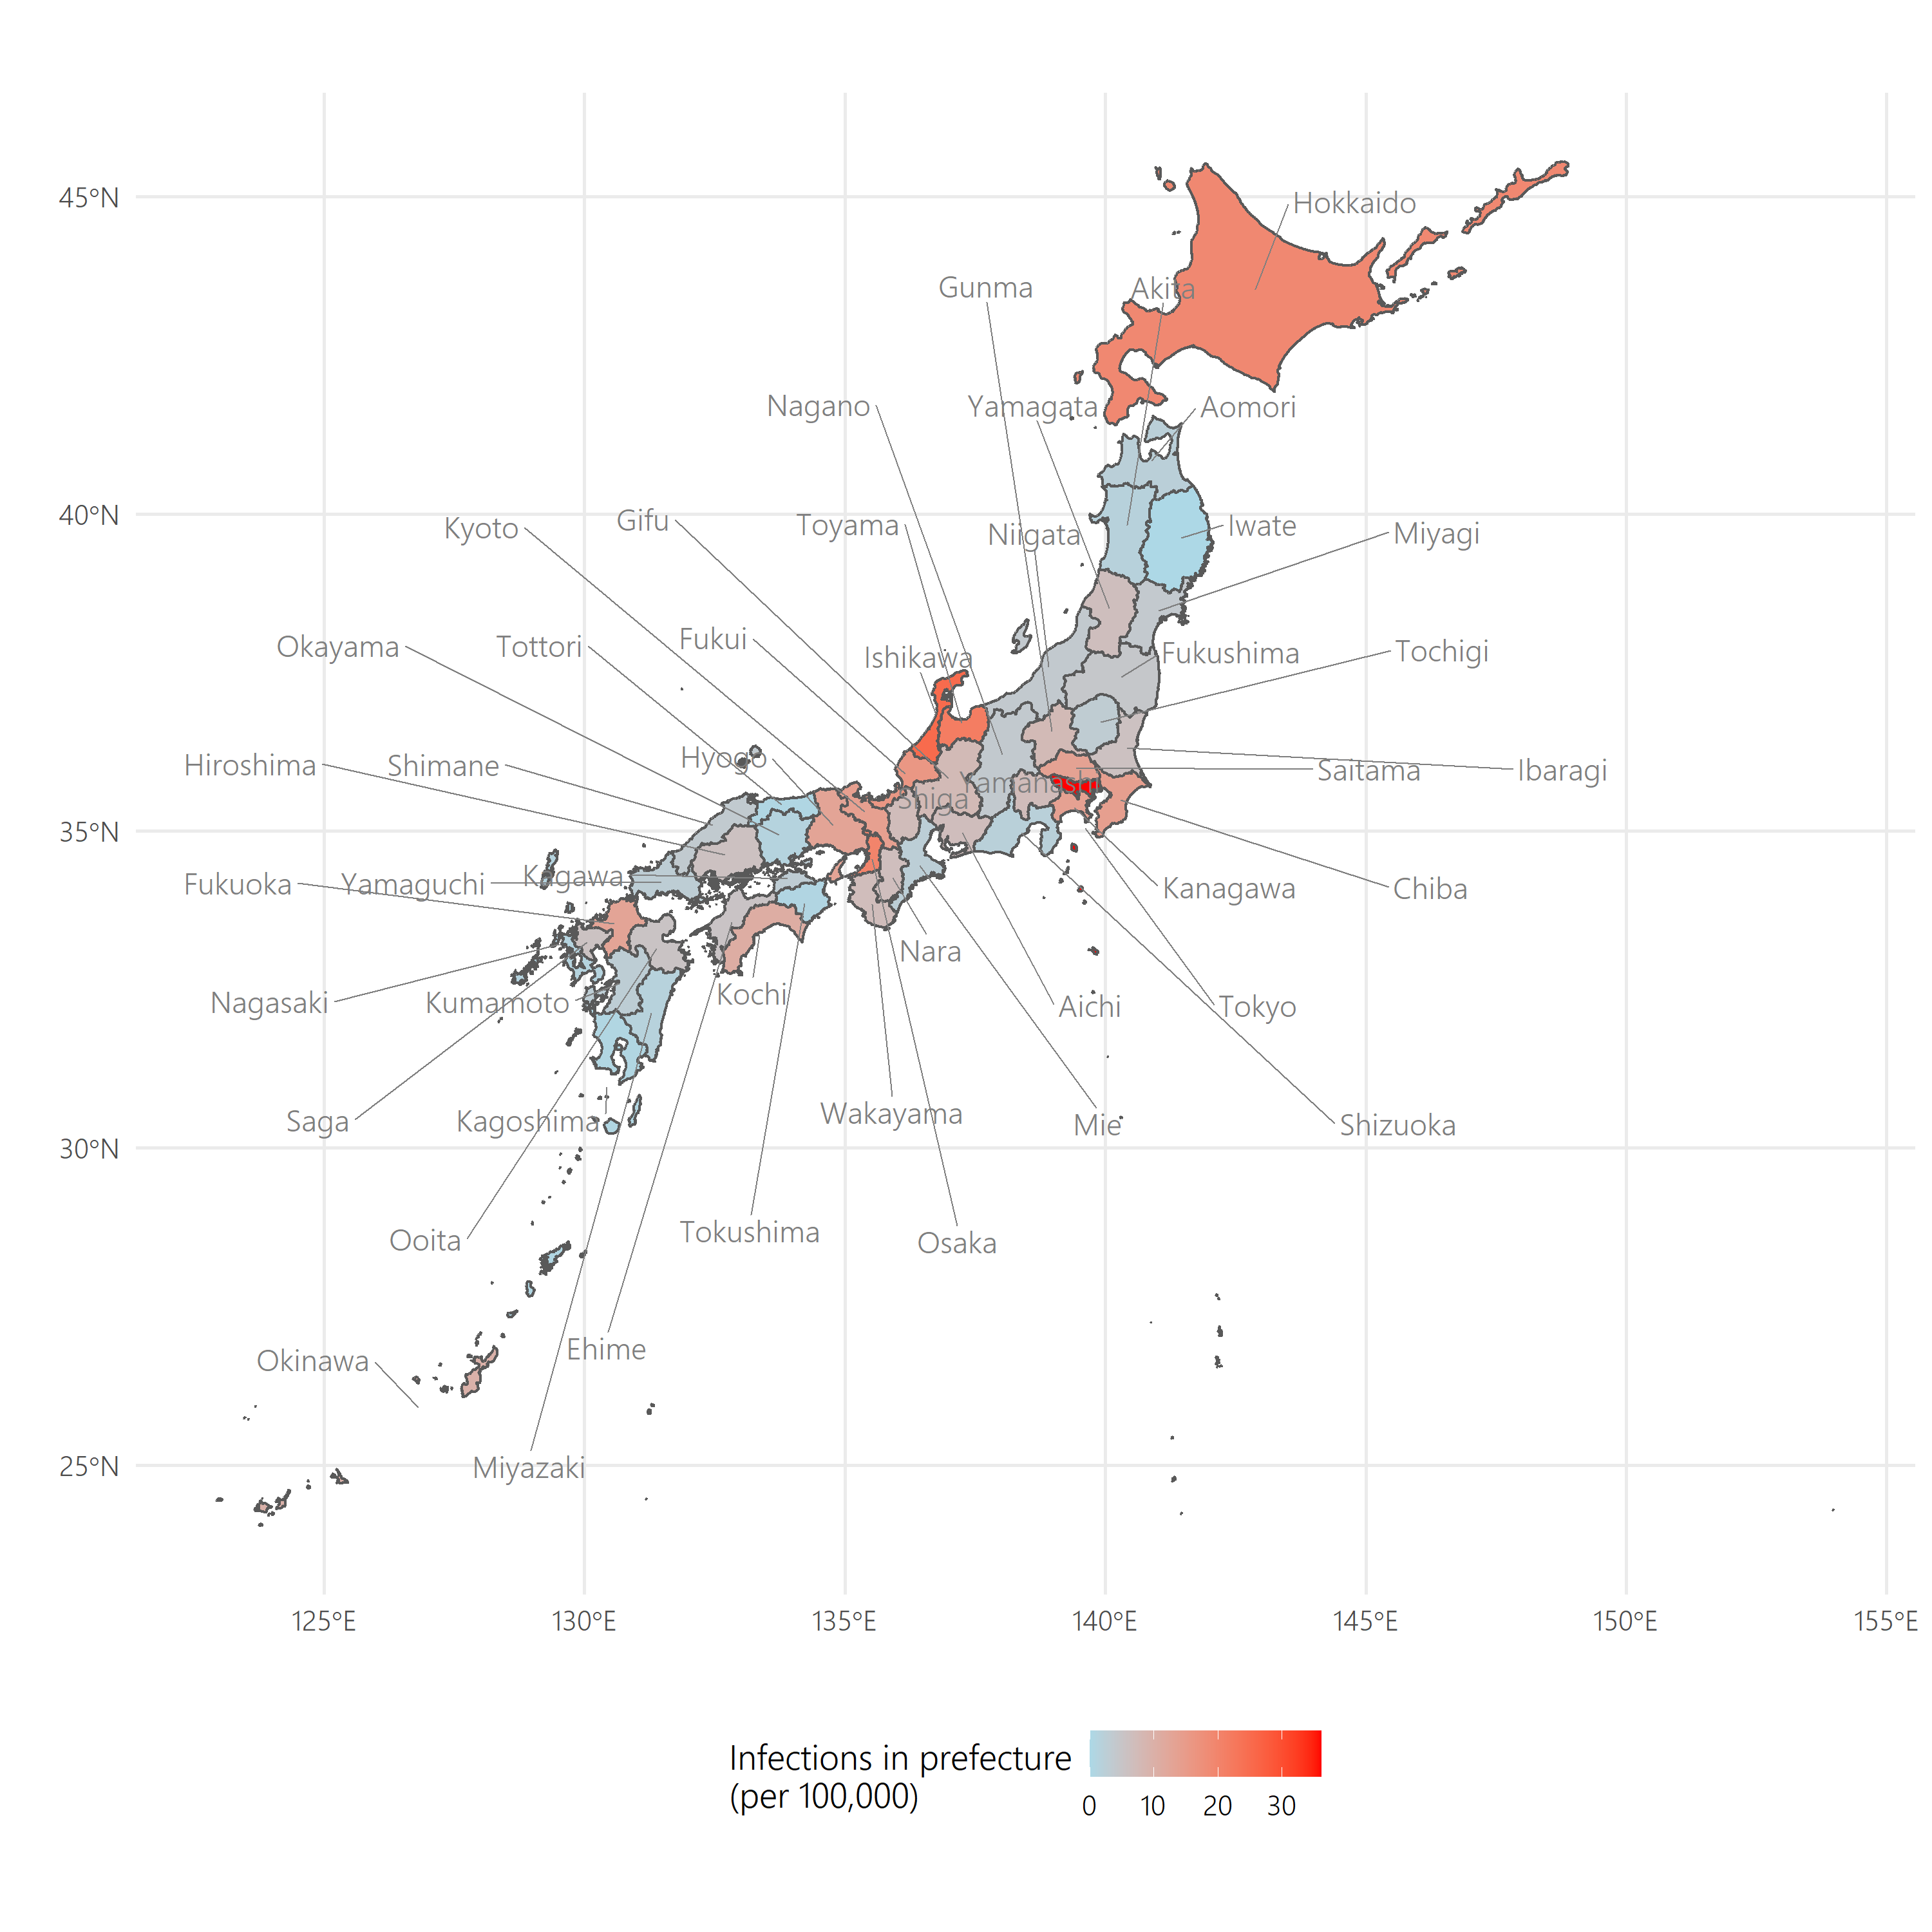 45°N
Hokkaido
Gunma
Akita
Nagano
Yamagata
Aomori
40°N
Kyoto
Gifu
Toyama
Niigata
Iwate
Miyagi
Okayama
Tottori
Fukui
Ishikawa
Fukushima
Tochigi
Hiroshima
Shimane
Hyogo
Shiga
Yamanashi
Saitama
Ibaragi
35°N
Fukuoka
Yamaguchi
Kagawa
Kanagawa
Chiba
Nara
Nagasaki
Kumamoto
Kochi
Aichi
Tokyo
Saga
Kagoshima
Wakayama
Mie
Shizuoka
30°N
Ooita
Tokushima
Osaka
Okinawa
Ehime
Miyazaki
25°N
125°E 130°E 135°E 140°E 145°E 150°E 155°E
Infections in prefecture
(per 100,000)
0 10 20 30